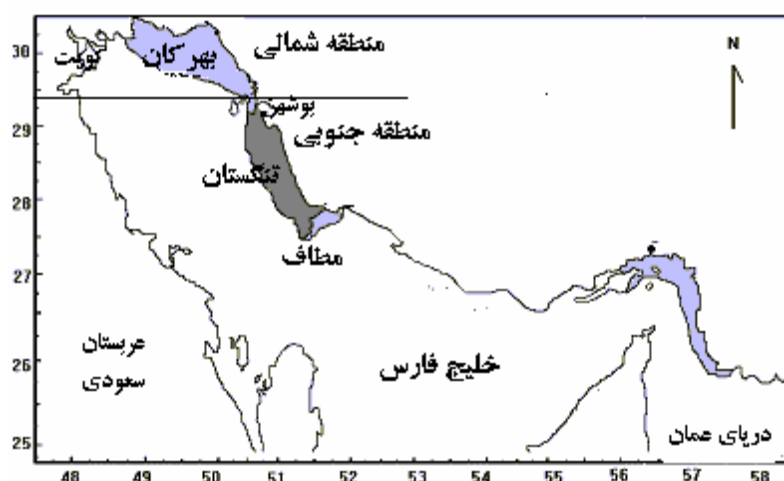 منطقه شمالی
بهرکان
کویت
بوشهر
منطقه جنوبی
تنگستان
مطاف
عربستان
سعودی
خلیج فارس
دریای عمان
N
30
29
28
27
26
25
48 49 50 51 52 53 54 55 56 57 58